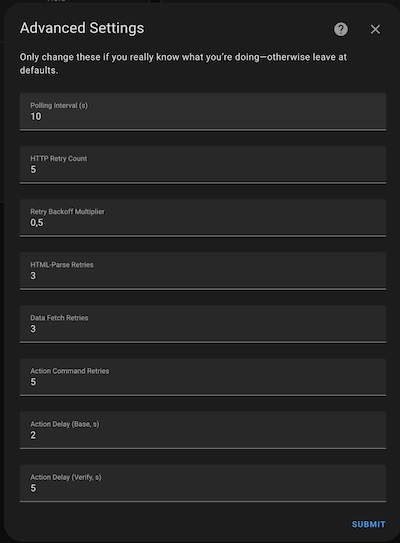 Advanced Settings
Only change these if you really know what you're doing—otherwise leave at
defaults.
Polling Interval (s)
10
HTTP Retry Count
5
Retry Backoff Multiplier
0,5
HTML-Parse Retries
3
Data Fetch Retries
3
Action Command Retries
5
Action Delay (Base, s)
2
Action Delay (Verify, s)
5
SUBMIT